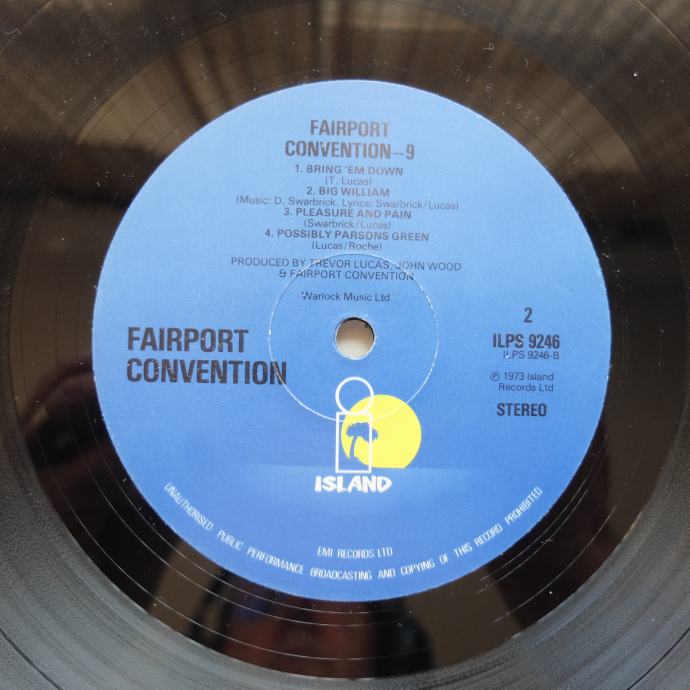 FAIRPORT
CONVENTION–9
1. BRING 'EM DOWN
(T. Lucas)
2. BIG WILLIAM
(Music: D. Swarbrick. Lyrics: Swarbrick/Lucas)
3. PLEASURE AND PAIN
(Swarbrick/Lucas)
4. POSSIBLY PARSONS GREEN
(Lucas/Roche)
PRODUCED BY TREVOR LUCAS, JOHN WOOD
& FAIRPORT CONVENTION
Warlock Music Ltd
2
ILPS 9246
ILPS 9246-B
℗ 1973 Island
Records Ltd
STEREO
FAIRPORT
CONVENTION
ISLAND
EMI RECORDS LTD
UNAUTHORISED PUBLIC PERFORMANCE BROADCASTING AND COPYING OF THIS RECORD PROHIBITED